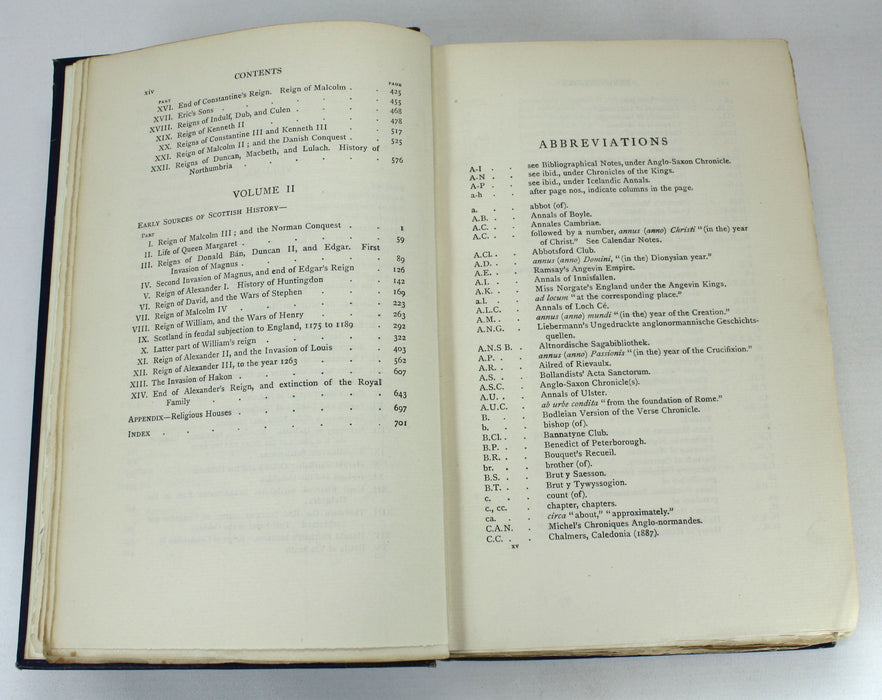 xiv CONTENTS
PART PAGE
XVI. End of Constantine's Reign. Reign of Malcolm . . 425
XVII. Eric's Sons . . . . . . 455
XVIII. Reigns of Indulf, Dub, and Culen . . . . 468
XIX. Reign of Kenneth II . . . . . 478
XX. Reigns of Constantine III and Kenneth III . . . 517
XXI. Reign of Malcolm II; and the Danish Conquest . . 525
XXII. Reigns of Duncan, Macbeth, and Lulach. History of
Northumbria . . . . . . 576
VOLUME II
EARLY SOURCES OF SCOTTISH HISTORY—
PART
I. Reign of Malcolm III; and the Norman Conquest . . 1
II. Life of Queen Margaret . . . . . 59
III. Reigns of Donald Bán, Duncan II, and Edgar. First
Invasion of Magnus . . . . . 89
IV. Second Invasion of Magnus, and end of Edgar's Reign . 126
V. Reign of Alexander I. History of Huntingdon . . 142
VI. Reign of David, and the Wars of Stephen . . . 169
VII. Reign of Malcolm IV . . . . . 223
VIII. Reign of William, and the Wars of Henry . . . 263
IX. Scotland in feudal subjection to England, 1175 to 1189 . 292
X. Latter part of William's reign . . . . 322
XI. Reign of Alexander II, and the Invasion of Louis . . 403
XII. Reign of Alexander III, to the year 1263 . . . 562
XIII. The Invasion of Hakon . . . . . 607
XIV. End of Alexander's Reign, and extinction of the Royal
Family . . . . . . 643
APPENDIX—Religious Houses . . . . . 697
INDEX . . . . . . . 701
ABBREVIATIONS
A-I . . see Bibliographical Notes, under Anglo-Saxon Chronicle.
A-N . . see ibid., under Chronicles of the Kings.
A-P . . see ibid., under Icelandic Annals.
a-h . . after page nos., indicate columns in the page.
a. . . abbot (of).
A.B. . . Annals of Boyle.
A.C. . . Annales Cambriae.
A.C. . . followed by a number, annus (anno) Christi "(in the) year
of Christ." See Calendar Notes.
A.Cl. . . Abbotsford Club.
A.D. . . annus (anno) Domini, "(in the) Dionysian year."
A.E. . . Ramsay's Angevin Empire.
A.I. . . Annals of Innisfallen.
A.K. . . Miss Norgate's England under the Angevin Kings.
a.l. . . ad locum "at the corresponding place."
A.L.C. . Annals of Loch Cé.
A.M. . . annus (anno) mundi "(in the) year of the Creation."
A.N.G. . Liebermann's Ungedruckte anglonormannische Geschichts-
quellen.
A.N.S B. . Altnordische Sagabibliothek.
A.P. . . annus (anno) Passionis "(in the) year of the Crucifixion."
A.R. . . Ailred of Rievaulx.
A.S. . . Bollandists' Acta Sanctorum.
A.S.C. . Anglo-Saxon Chronicle(s).
A.U. . . Annals of Ulster.
A.U.C. . ab urbe condita "from the foundation of Rome."
B. . . Bodleian Version of the Verse Chronicle.
b. . . bishop (of).
B.Cl. . . Bannatyne Club.
B.P. . . Benedict of Peterborough.
B.R. . . Bouquet's Recueil.
br. . . brother (of).
B.S. . . Brut y Saesson.
B.T. . . Brut y Tywyssogion.
c. . . count (of).
c., cc. . chapter, chapters.
ca. . . circa "about," "approximately."
C.A.N. . Michel's Chroniques Anglo-normandes.
C.C. . . Chalmers, Caledonia (1887).
xv